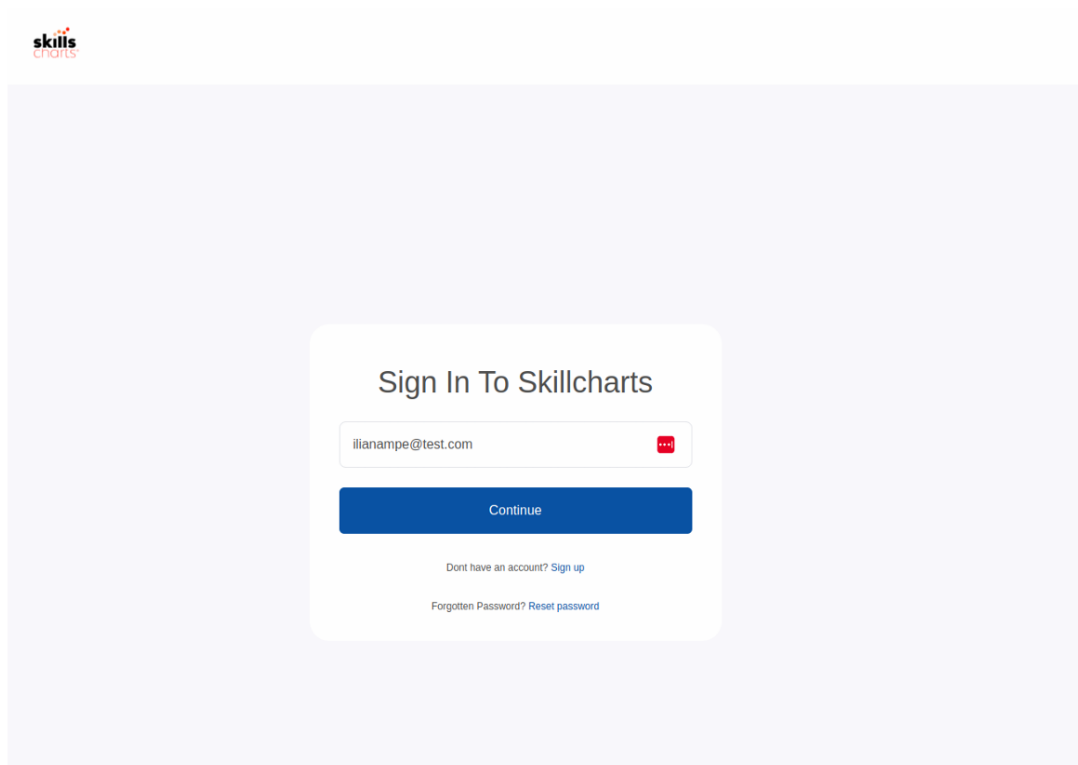 skills
charts
Sign In To Skillcharts
ilianampe@test.com
Continue
Dont have an account? Sign up
Forgotten Password? Reset password